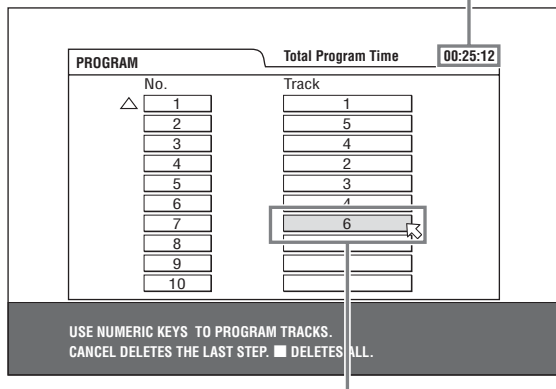 PROGRAM Total Program Time 00:25:12
No. Track
1 1
2 5
3 4
4 2
5 3
6 4
7 6
8
9
10
USE NUMERIC KEYS TO PROGRAM TRACKS.
CANCEL DELETES THE LAST STEP. ■ DELETES ALL.